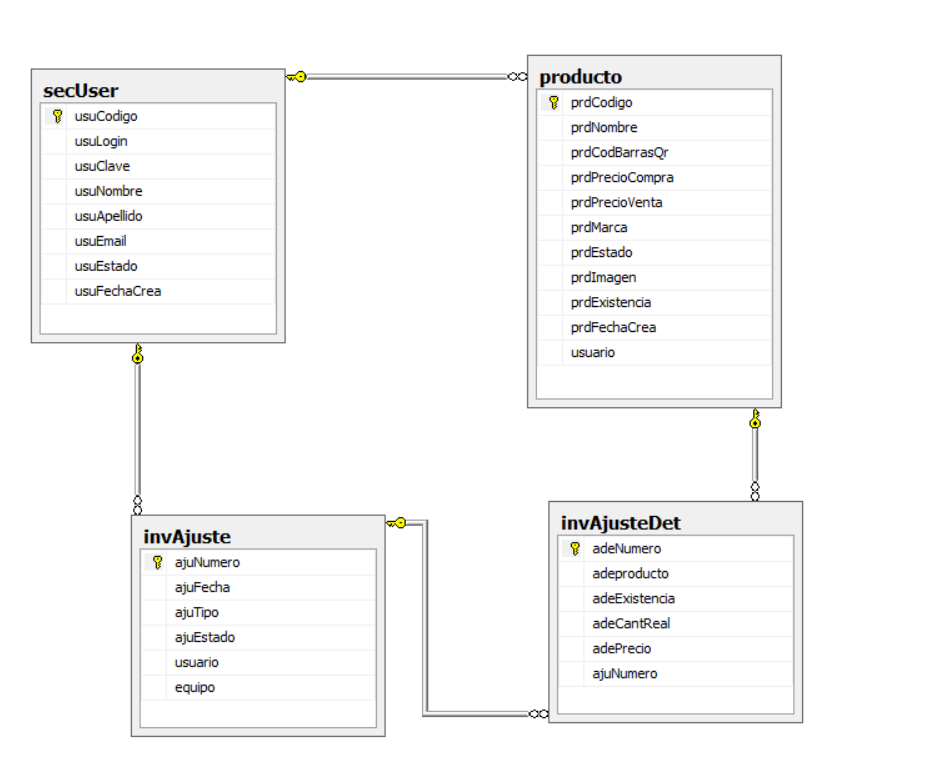 secUser
usuCodigo
usuLogin
usuClave
usuNombre
usuApellido
usuEmail
usuEstado
usuFechaCrea
producto
prdCodigo
prdNombre
prdCodBarrasQr
prdPrecioCompra
prdPrecioVenta
prdMarca
prdEstado
prdImagen
prdExistencia
prdFechaCrea
usuario
invAjuste
ajuNumero
ajuFecha
ajuTipo
ajuEstado
usuario
equipo
invAjusteDet
adeNumero
adeproducto
adeExistencia
adeCantReal
adePrecio
ajuNumero